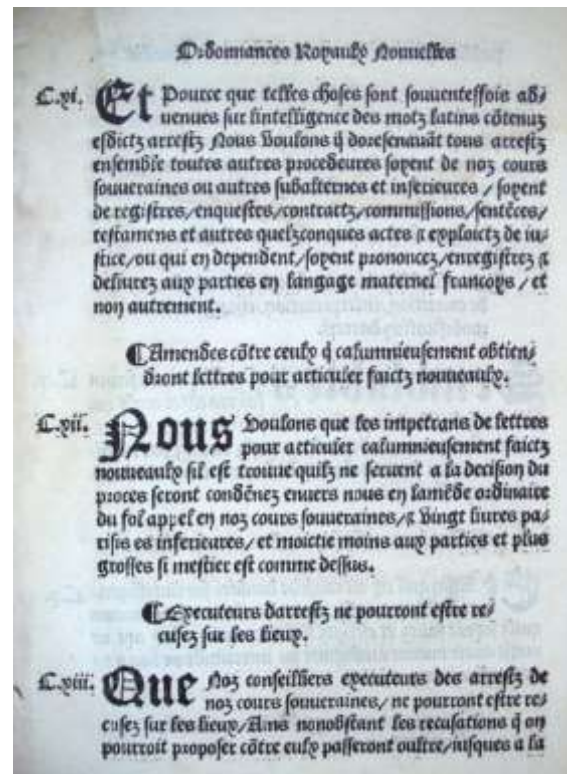 Ordonnances Royaulx Nouuelles
C.xi. Et Pource que telles choses sont souuenteffois ad/
uenues sur lintelligence des motz latins cõtenuz
esdictz arrestz Nous Voulons q̃ doresenauãt tous arrestz
ensemble toutes autres procedeures soyent de noz cours
souueraines ou autres subalternes et inferieures / soyent
de registres/enquestes/contractz/commissions/sentẽces/
testamens et autres quelzconques actes ⁊ exploictz de iu/
stice/ou qui en dependent/soyent prononcez/enregistrez ⁊
deliurez aux parties en langage maternel francoys / et
non autrement.
¶Amendes cõtre ceulx q̃ calumnieusement obtien/
dront lettres pour articuler faictz nouueaulx.
C.xii. Nous Voulons que les impetrans de lettres
pour articuler calumnieusement faictz
nouueaulx sil est trouue quilz ne seruent a la decision du
proces seront condẽnez enuers nous en lamẽde ordinaire
du fol appel en noz cours souueraines/⁊ Vingt liures pa/
risis es inferieures/et moictie moins aux parties et plus
grosses si mestier est comme dessus.
¶Executeurs darrestz ne pourront estre re/
cusez sur les lieux.
C.xiii. Que Noz conseilliers executeurs des arrestz de
noz cours souueraines/ne pourront estre re/
cusez sur les lieux/Ains nonobstant les recusations q̃ on
pourroit proposer cõtre eulx passeront oultre/iusques a la